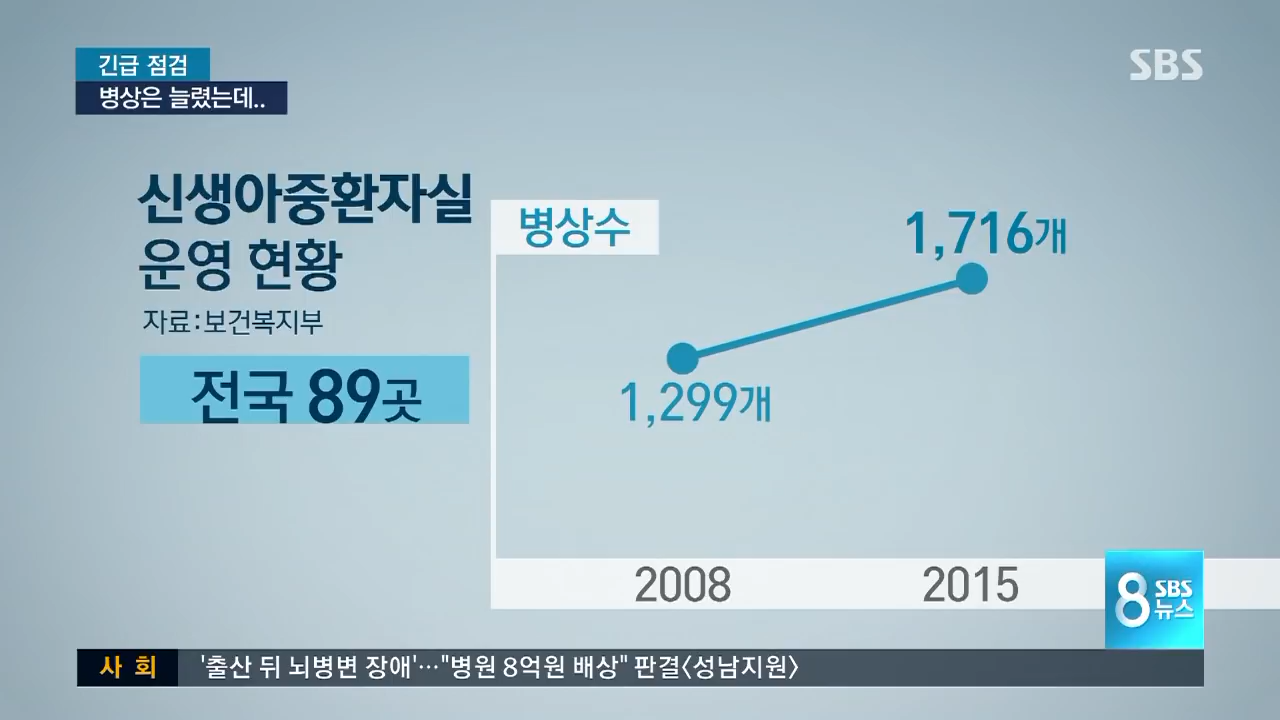 긴급 점검
병상은 늘렸는데..
SBS
신생아중환자실
운영 현황
자료:보건복지부
전국 89곳
병상수
1,716개
1,299개
2008
2015
8 SBS 뉴스
사 회
'출산 뒤 뇌병변 장애'…"병원 8억원 배상" 판결<성남지원>